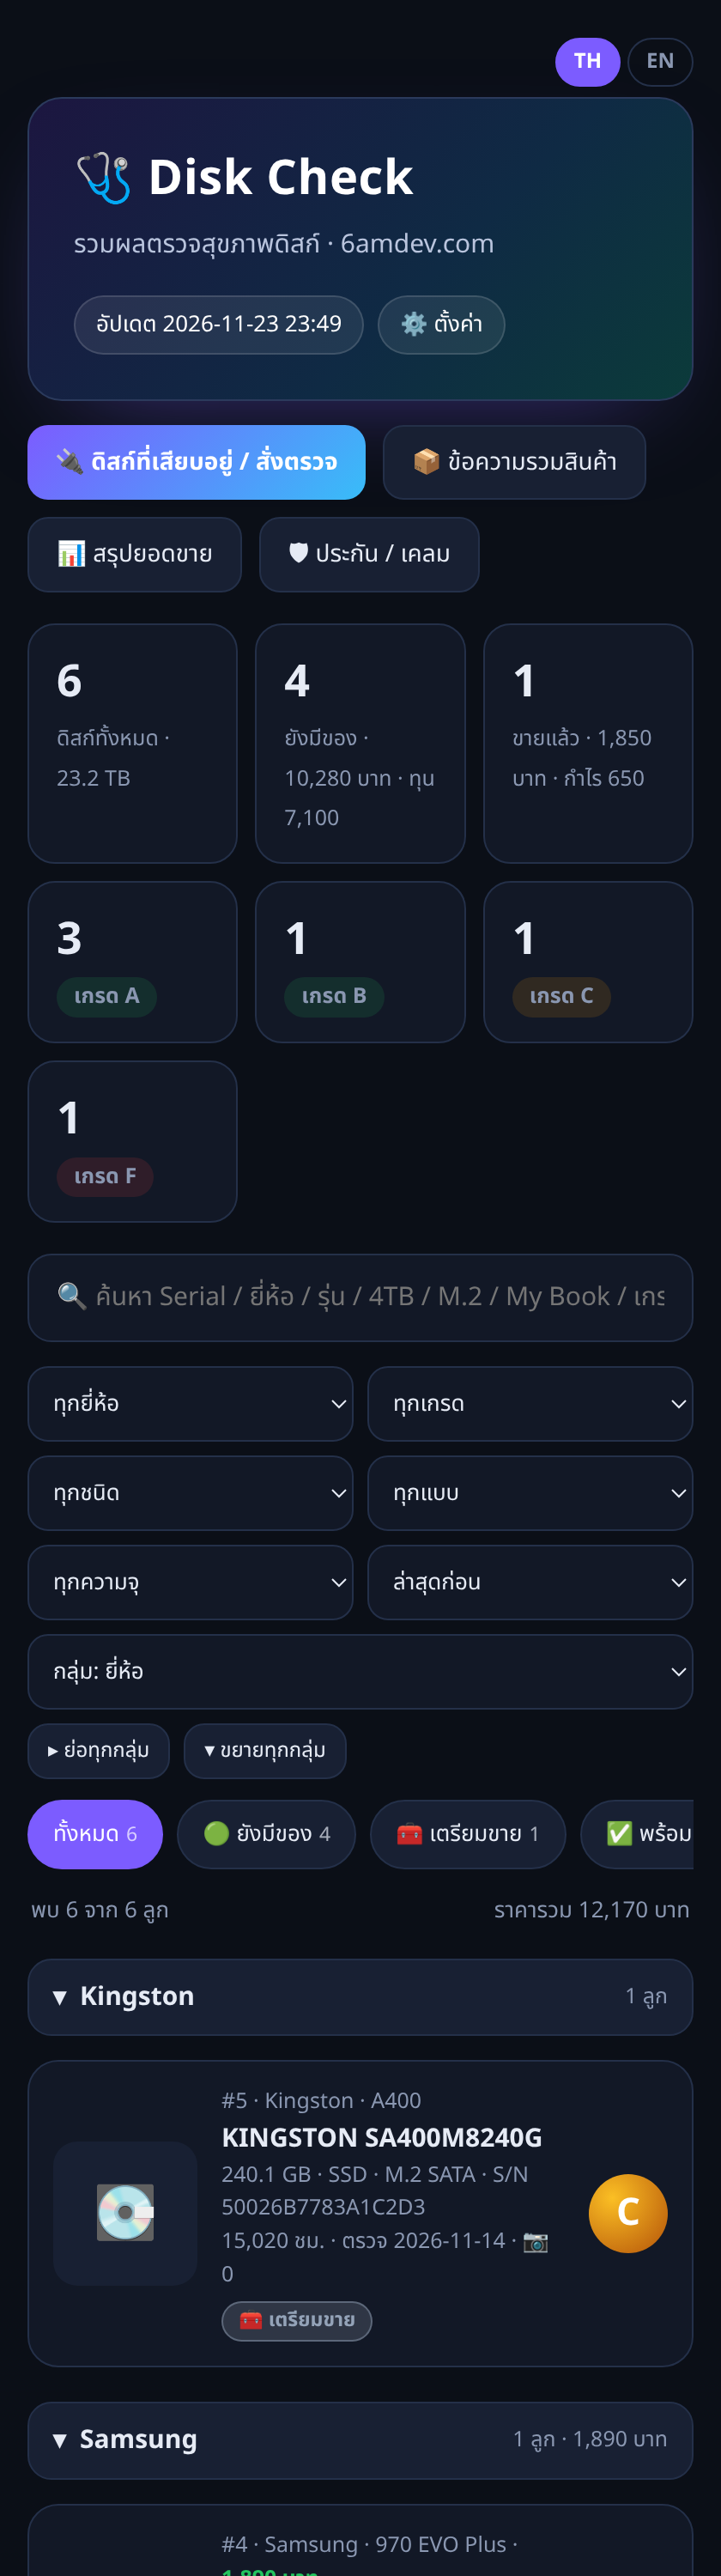 TH EN
🩺 Disk Check
รวมผลตรวจสุขภาพดิสก์ · 6amdev.com
อัปเดต 2026-11-23 23:49 ⚙️ ตั้งค่า
🔌 ดิสก์ที่เสียบอยู่ / สั่งตรวจ 📦 ข้อความรวมสินค้า
📊 สรุปยอดขาย 🛡 ประกัน / เคลม
6
ดิสก์ทั้งหมด ·
23.2 TB
4
ยังมีของ ·
10,280 บาท · ทุน
7,100
1
ขายแล้ว · 1,850
บาท · กำไร 650
3
เกรด A
1
เกรด B
1
เกรด C
1
เกรด F
🔍 ค้นหา Serial / ยี่ห้อ / รุ่น / 4TB / M.2 / My Book / เกร
ทุกยี่ห้อ ทุกเกรด
ทุกชนิด ทุกแบบ
ทุกความจุ ล่าสุดก่อน
กลุ่ม: ยี่ห้อ
▸ ย่อทุกกลุ่ม ▾ ขยายทุกกลุ่ม
ทั้งหมด 6 🟢 ยังมีของ 4 🧰 เตรียมขาย 1 ✅ พร้อม
พบ 6 จาก 6 ลูก ราคารวม 12,170 บาท
▼ Kingston 1 ลูก
#5 · Kingston · A400
KINGSTON SA400M8240G
240.1 GB · SSD · M.2 SATA · S/N
50026B7783A1C2D3
15,020 ชม. · ตรวจ 2026-11-14 · 📷
0
🧰 เตรียมขาย
C
▼ Samsung 1 ลูก · 1,890 บาท
#4 · Samsung · 970 EVO Plus ·
1,890 บาท